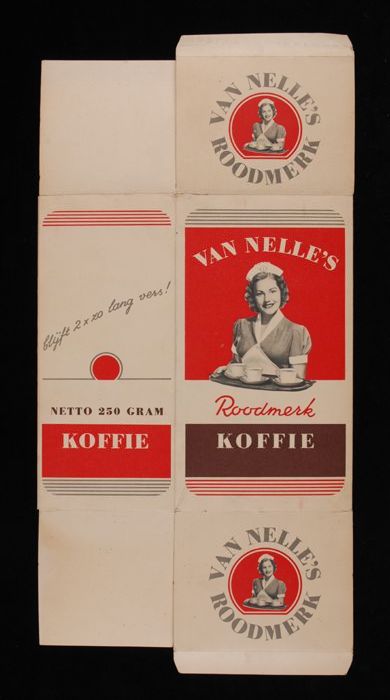 VAN NELLE'S
ROODMERK
VAN NELLE'S
Roodmerk
KOFFIE
blijft 2 x zo lang vers!
NETTO 250 GRAM
KOFFIE
VAN NELLE'S
ROODMERK